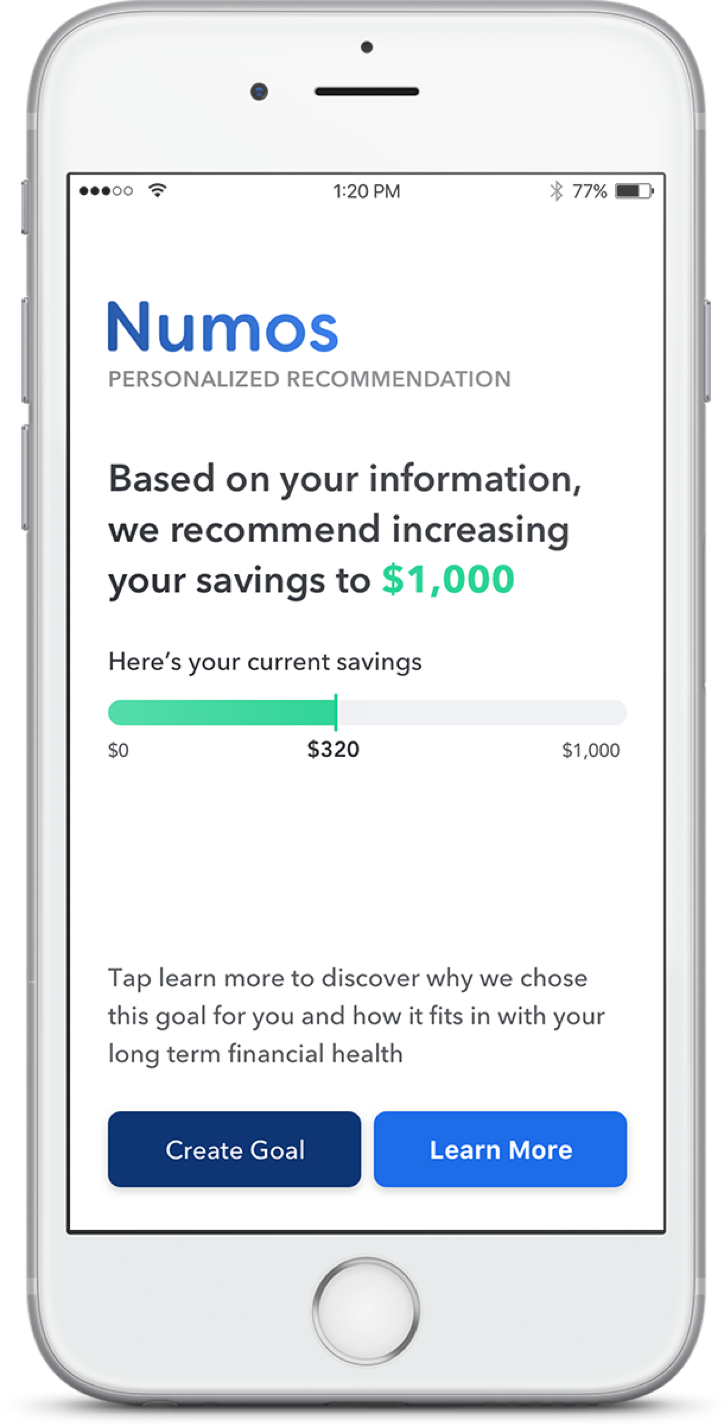 1:20 PM 77%
Numos
PERSONALIZED RECOMMENDATION
Based on your information,
we recommend increasing
your savings to $1,000
Here’s your current savings
$0 $320 $1,000
Tap learn more to discover why we chose
this goal for you and how it fits in with your
long term financial health
Create Goal Learn More